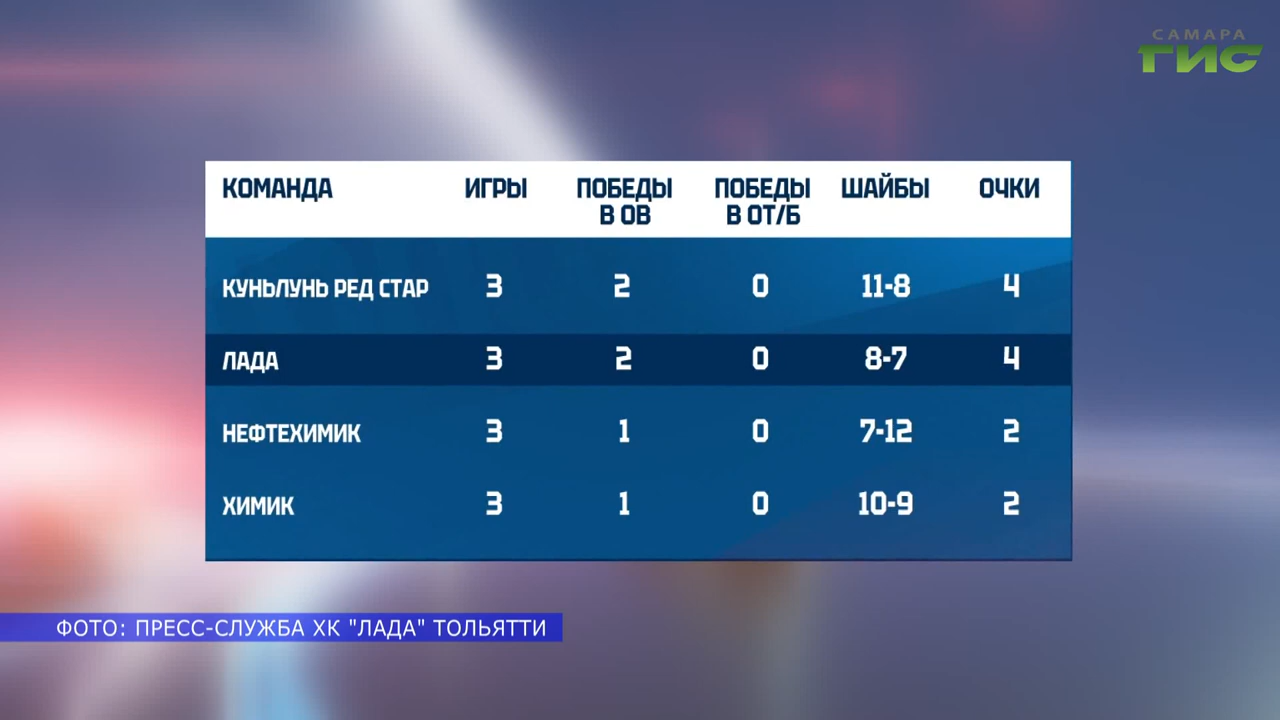 САМАРА
ГИС
КОМАНДА ИГРЫ ПОБЕДЫ В ОВ ПОБЕДЫ В ОТ/Б ШАЙБЫ ОЧКИ
КУНЬЛУНЬ РЕД СТАР 3 2 0 11-8 4
ЛАДА 3 2 0 8-7 4
НЕФТЕХИМИК 3 1 0 7-12 2
ХИМИК 3 1 0 10-9 2
ФОТО: ПРЕСС-СЛУЖБА ХК "ЛАДА" ТОЛЬЯТТИ